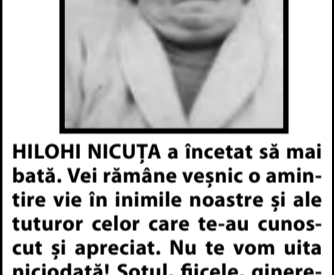 HILOHI NICUȚA a încetat să mai
bată. Vei rămâne veșnic o amin-
tire vie în inimile noastre și ale
tuturor celor care te-au cunos-
cut și apreciat. Nu te vom uita
niciodată! Soțul, fiicele, ginere-